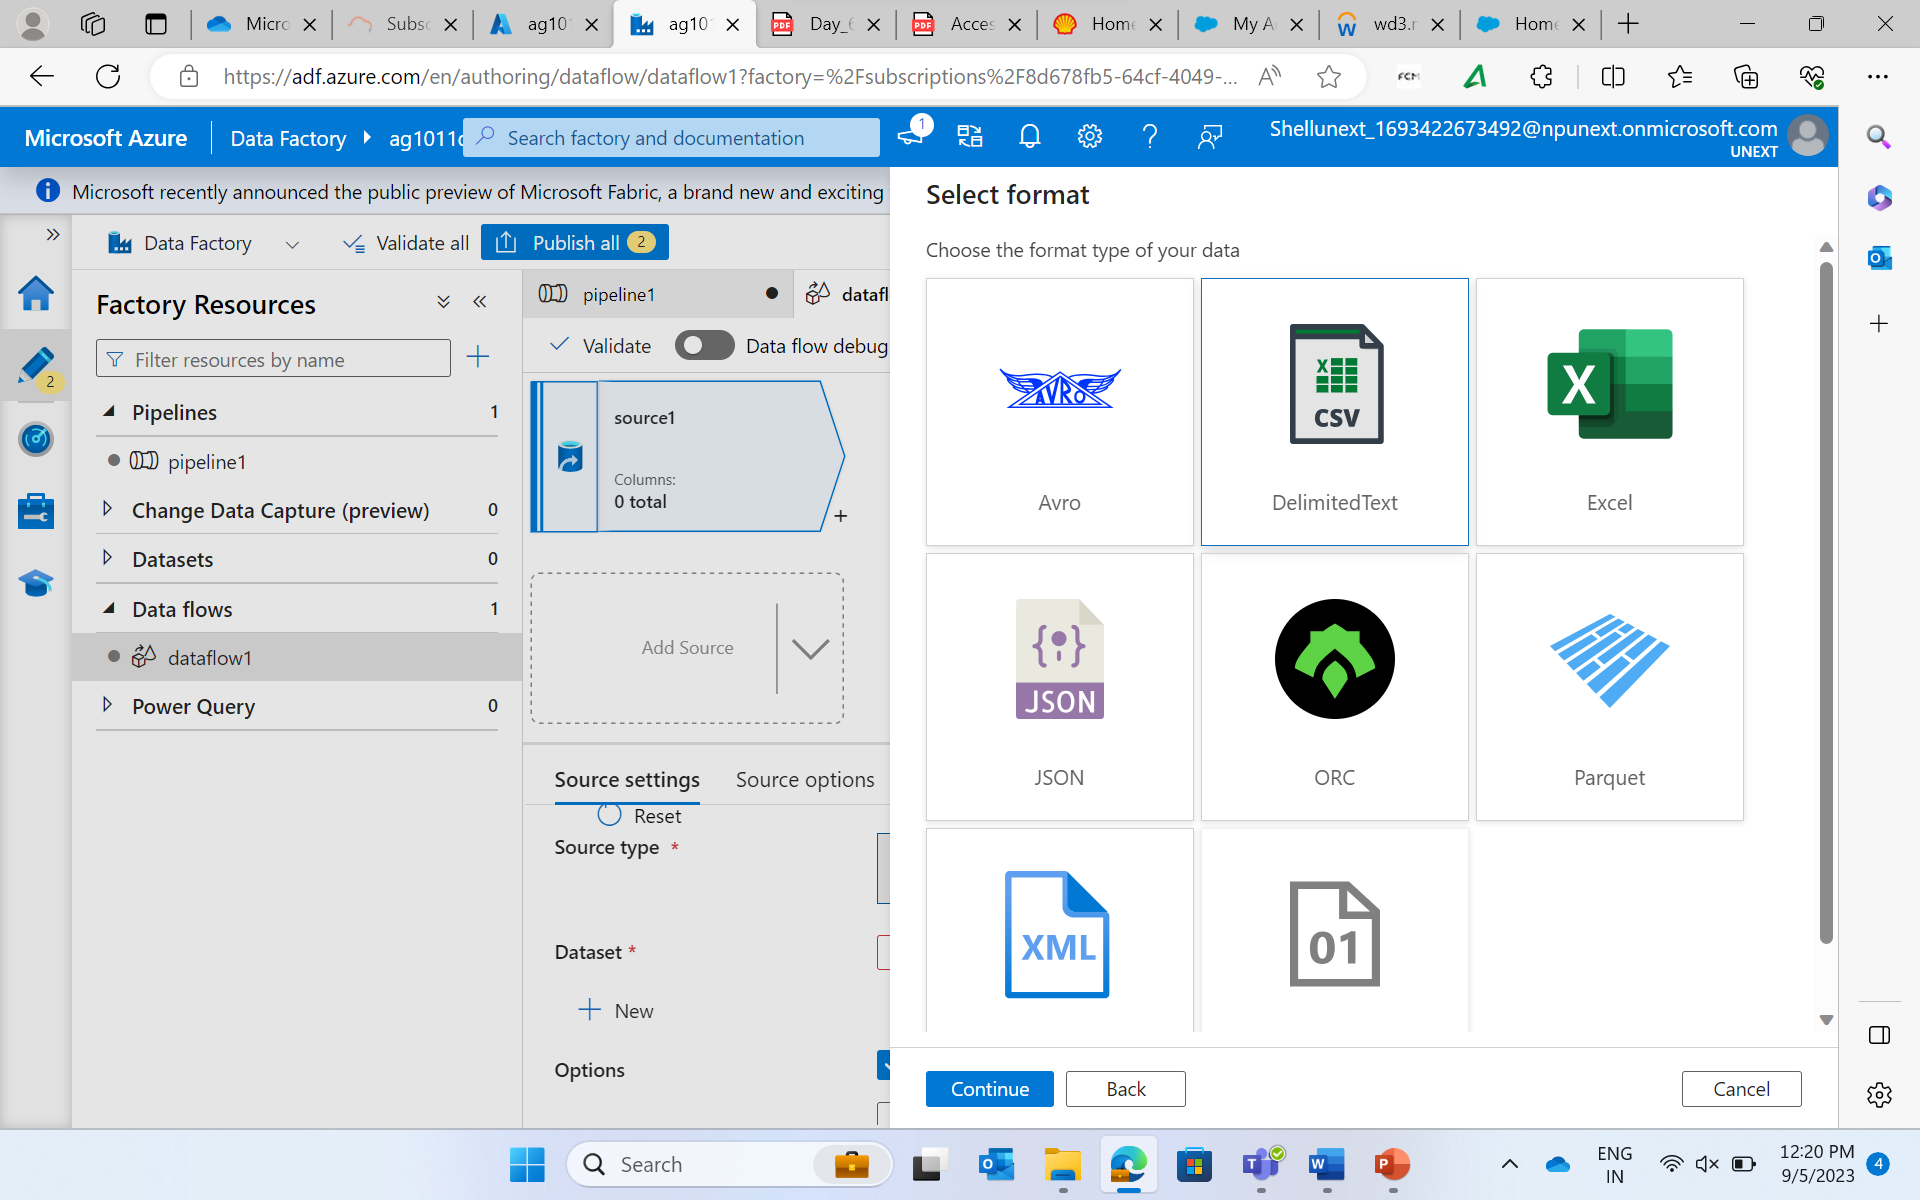 Micro
Subsc
ag10
ag10
Day_6
Acces
Home
My A
wd3.r
Home
https://adf.azure.com/en/authoring/dataflow/dataflow1?factory=%2Fsubscriptions%2F8d678fb5-64cf-4049-...
FCM
Microsoft Azure
Data Factory
ag1011
Search factory and documentation
1
Shellunext_1693422673492@npunext.onmicrosoft.com
UNEXT
Microsoft recently announced the public preview of Microsoft Fabric, a brand new and exciting
Data Factory
Validate all
Publish all 2
Factory Resources
Filter resources by name
2
Pipelines 1
pipeline1
Change Data Capture (preview) 0
Datasets 0
Data flows 1
dataflow1
Power Query 0
pipeline1
datafl
Validate
Data flow debug
source1
Columns:
0 total
Add Source
Source settings
Source options
Reset
Source type *
Dataset *
New
Options
Select format
Choose the format type of your data
AVRO
Avro
CSV
DelimitedText
X
Excel
JSON
JSON
ORC
Parquet
XML
01
Continue
Back
Cancel
Search
ENG
IN
12:20 PM
9/5/2023
4